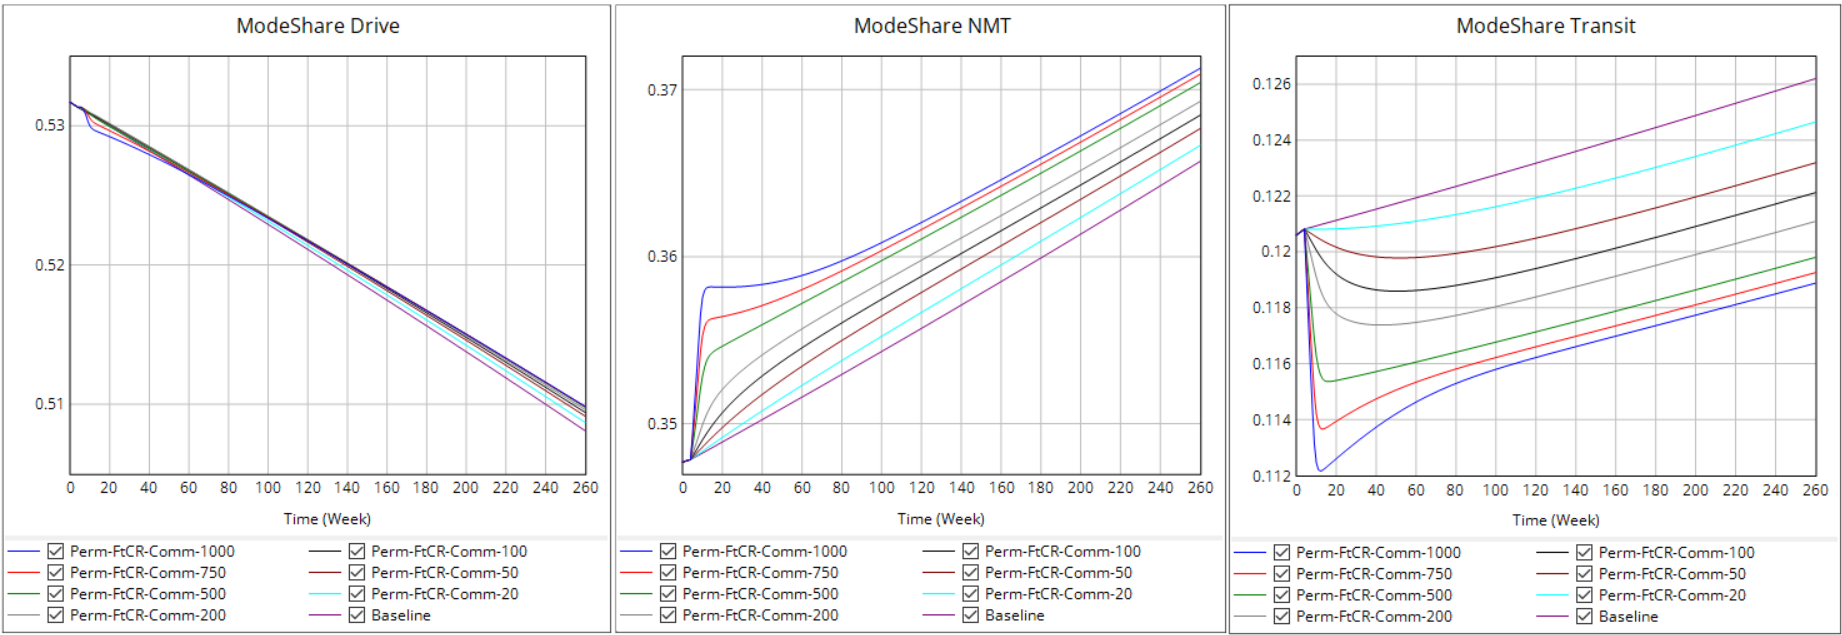 ModeShare Drive
0.53
0.52
0.51
0 20 40 60 80 100 120 140 160 180 200 220 240 260
Time (Week)
Perm-FtCR-Comm-1000 Perm-FtCR-Comm-100
Perm-FtCR-Comm-750 Perm-FtCR-Comm-50
Perm-FtCR-Comm-500 Perm-FtCR-Comm-20
Perm-FtCR-Comm-200 Baseline
ModeShare NMT
0.37
0.36
0.35
0 20 40 60 80 100 120 140 160 180 200 220 240 260
Time (Week)
Perm-FtCR-Comm-1000 Perm-FtCR-Comm-100
Perm-FtCR-Comm-750 Perm-FtCR-Comm-50
Perm-FtCR-Comm-500 Perm-FtCR-Comm-20
Perm-FtCR-Comm-200 Baseline
ModeShare Transit
0.126
0.124
0.122
0.12
0.118
0.116
0.114
0.112
0 20 40 60 80 100 120 140 160 180 200 220 240 260
Time (Week)
Perm-FtCR-Comm-1000 Perm-FtCR-Comm-100
Perm-FtCR-Comm-750 Perm-FtCR-Comm-50
Perm-FtCR-Comm-500 Perm-FtCR-Comm-20
Perm-FtCR-Comm-200 Baseline